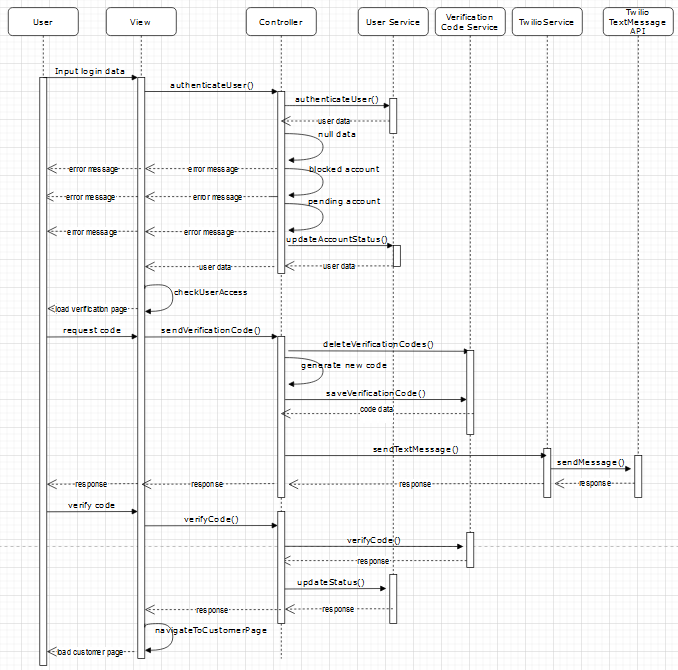 User
View
Controller
User Service
Verification
Code Service
TwilioService
Twilio
TextMessage
API
Input login data
authenticateUser()
authenticateUser()
user data
null data
error message
error message
blocked account
error message
error message
pending account
error message
error message
updateAccountStatus()
user data
user data
checkUserAccess
load verification page
request code
sendVerificationCode()
deleteVerificationCodes()
generate new code
saveVerificationCode()
code data
sendTextMessage()
sendMessage()
response
response
response
response
verify code
verifyCode()
verifyCode()
response
updateStatus()
response
response
navigateToCustomerPage
load customer page